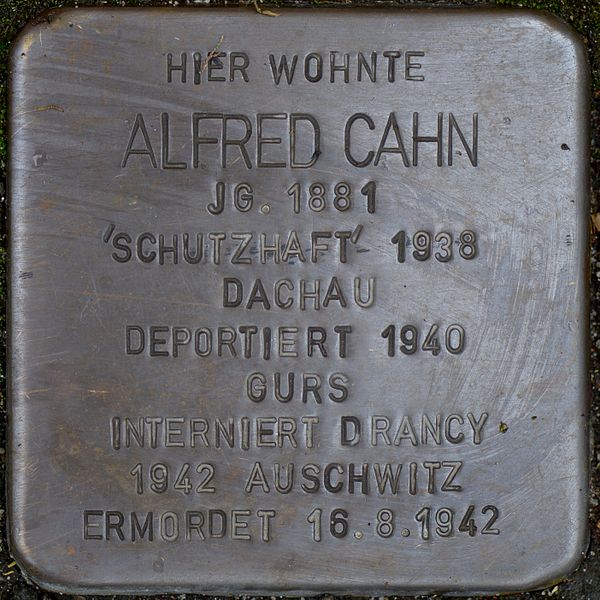 HIER WOHNTE
ALFRED CAHN
JG. 1881
'SCHUTZHAFT' 1938
DACHAU
DEPORTIERT 1940
GURS
INTERNIERT DRANCY
1942 AUSCHWITZ
ERMORDET 16.8.1942